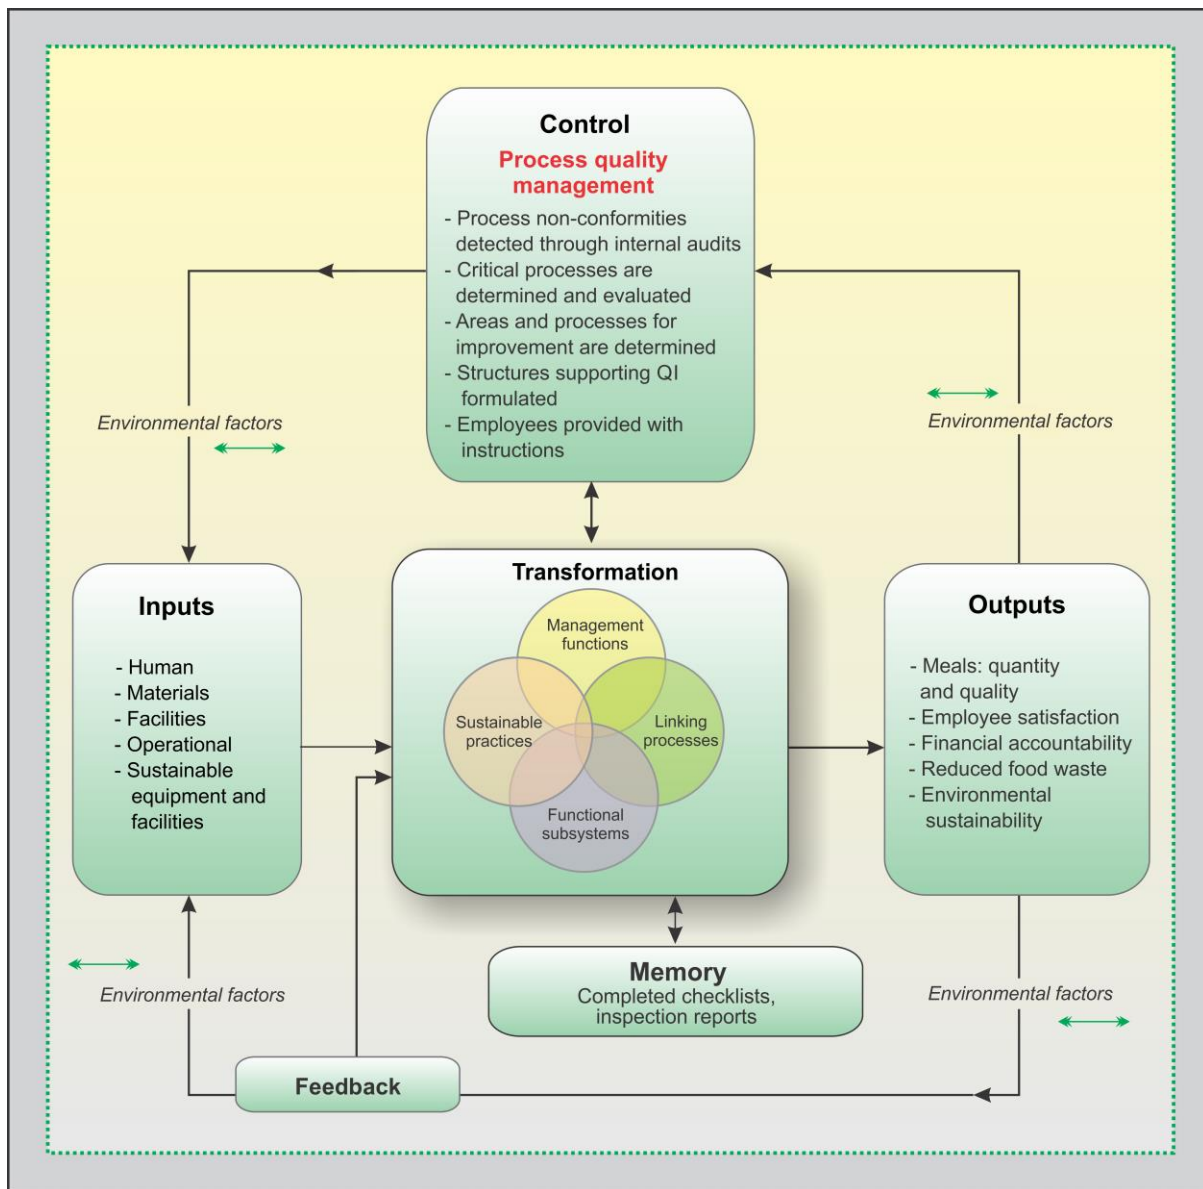 Control
Process quality
management
- Process non-conformities
detected through internal audits
- Critical processes are
determined and evaluated
- Areas and processes for
improvement are determined
- Structures supporting QI
formulated
- Employees provided with
instructions
Environmental factors
Environmental factors
Inputs
- Human
- Materials
- Facilities
- Operational
- Sustainable
equipment and
facilities
Transformation
Management
functions
Sustainable
practices
Linking
processes
Functional
subsystems
Outputs
- Meals: quantity
and quality
- Employee satisfaction
- Financial accountability
- Reduced food waste
- Environmental
sustainability
Memory
Completed checklists,
inspection reports
Environmental factors
Environmental factors
Feedback